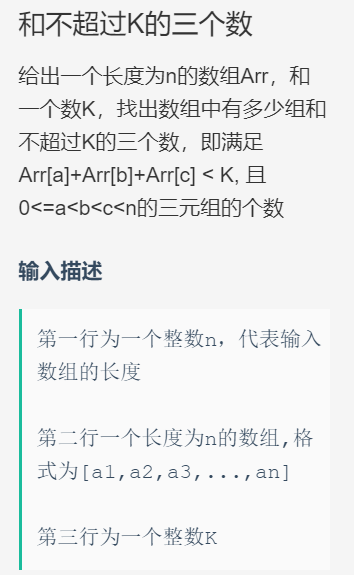 和不超过K的三个数
给出一个长度为n的数组Arr，和
一个数K，找出数组中有多少组和
不超过K的三个数，即满足
Arr[a]+Arr[b]+Arr[c] < K, 且
0<=a<b<c<n的三元组的个数
输入描述
第一行为一个整数n，代表输入
数组的长度
第二行一个长度为n的数组,格
式为[a1,a2,a3,...,an]
第三行为一个整数K